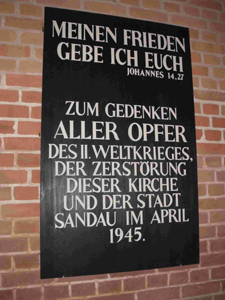 MEINEN FRIEDEN
GEBE ICH EUCH
JOHANNES 14,27
ZUM GEDENKEN
ALLER OPFER
DES II. WELTKRIEGES,
DER ZERSTÖRUNG
DIESER KIRCHE
UND DER STADT
SANDAU IM APRIL
1945.